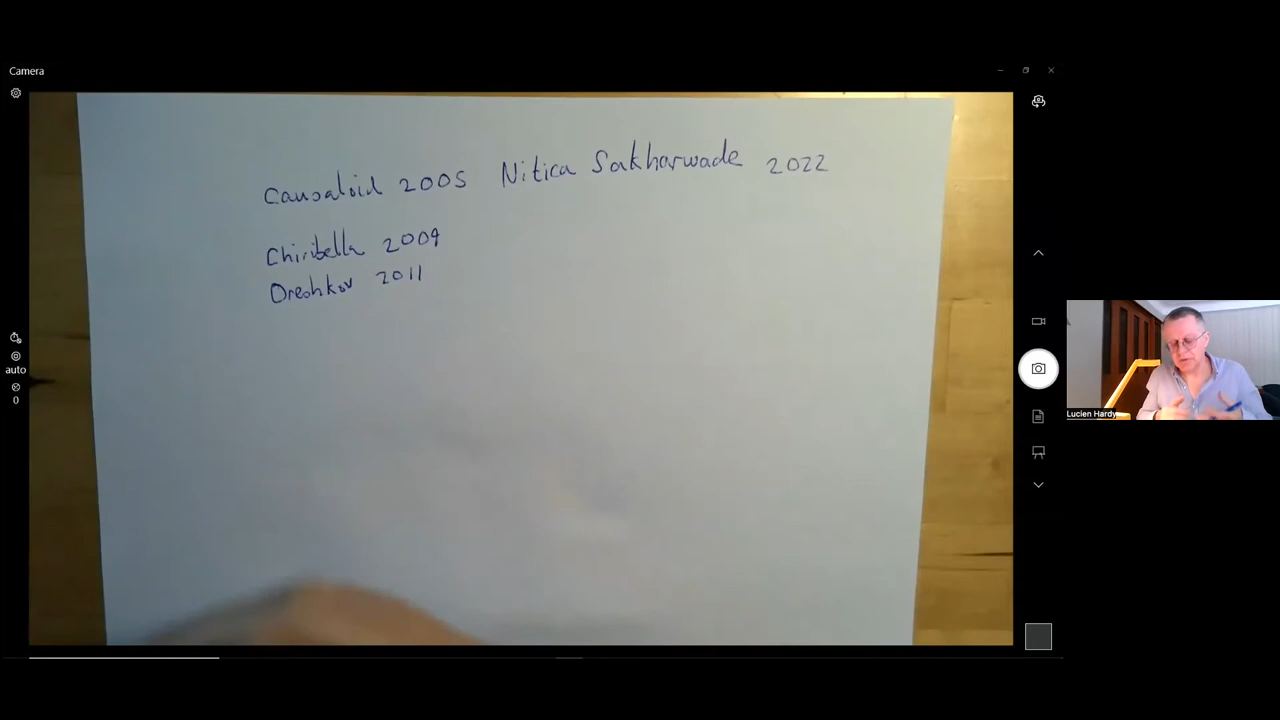 Camera
Causaloid 2005 Nitica Sakharwade 2022
Chiribella 2009
Oreshkov 2011
auto
0
Lucien Hardy